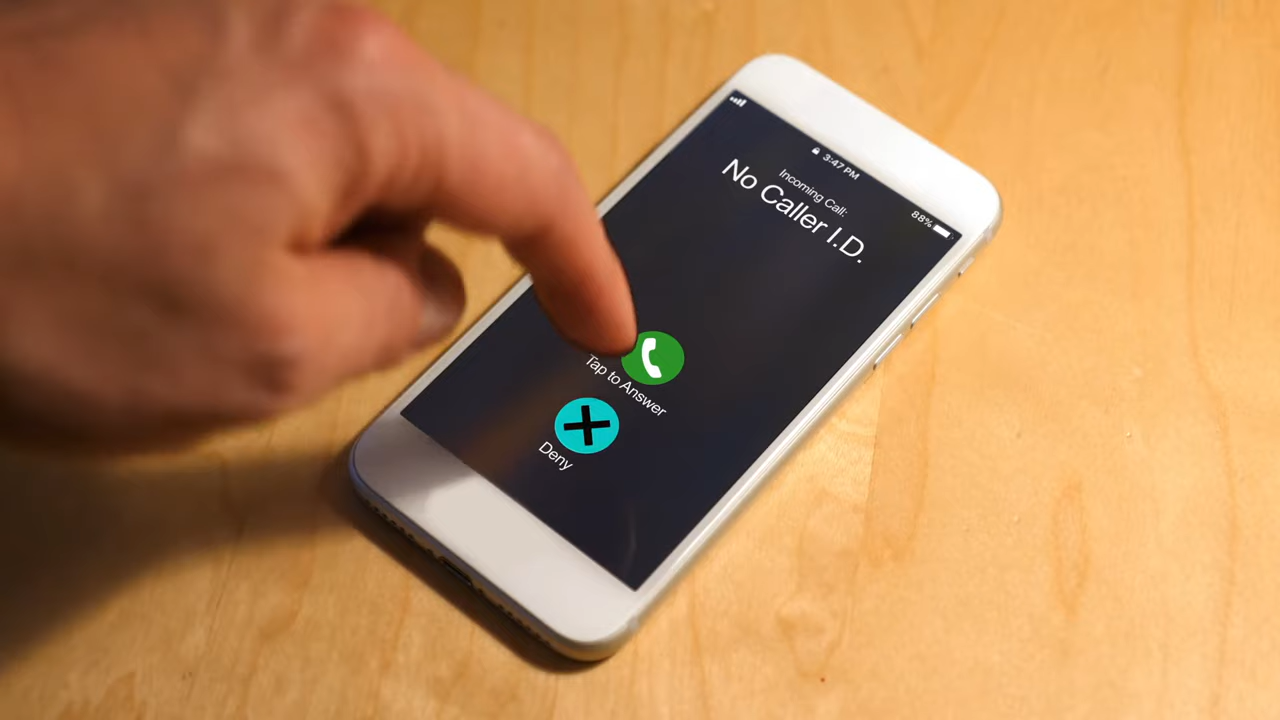 3:47 PM
88%
Incoming Call:
No Caller I.D.
Tap to Answer
Deny